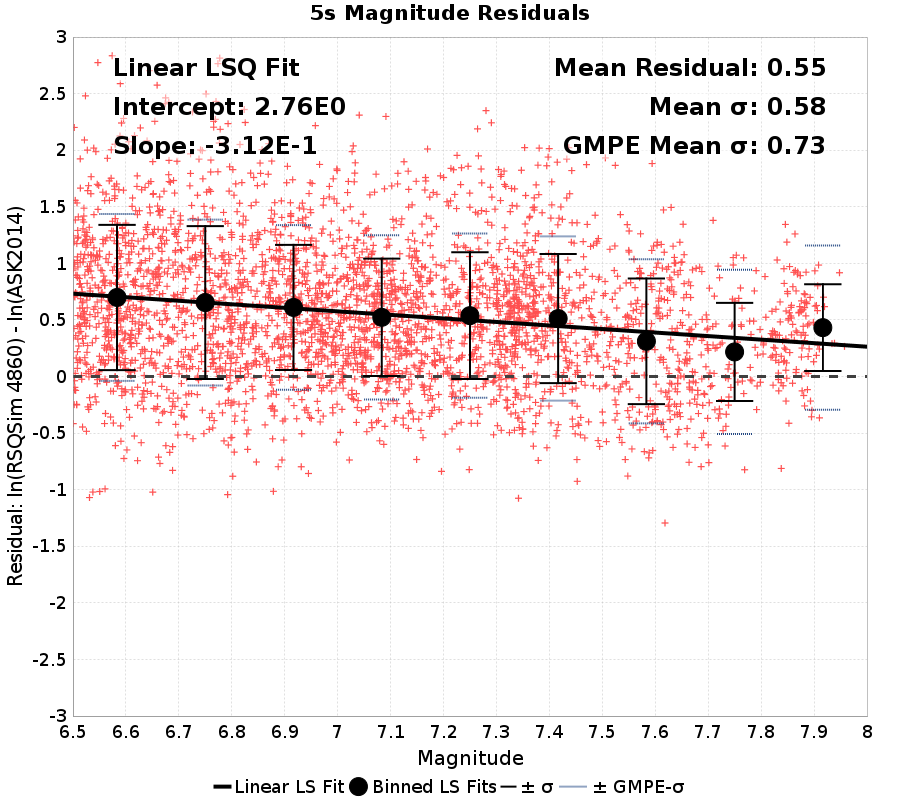 5s Magnitude Residuals
Linear LSQ Fit
Intercept: 2.76E0
Slope: -3.12E-1
Mean Residual: 0.55
Mean σ: 0.58
GMPE Mean σ: 0.73
Residual: ln(RSQSim 4860) - ln(ASK2014)
3
2.5
2
1.5
1
0.5
0
-0.5
-1
-1.5
-2
-2.5
-3
6.5 6.6 6.7 6.8 6.9 7 7.1 7.2 7.3 7.4 7.5 7.6 7.7 7.8 7.9 8
Magnitude
Linear LS Fit Binned LS Fits ± σ ± GMPE-σ